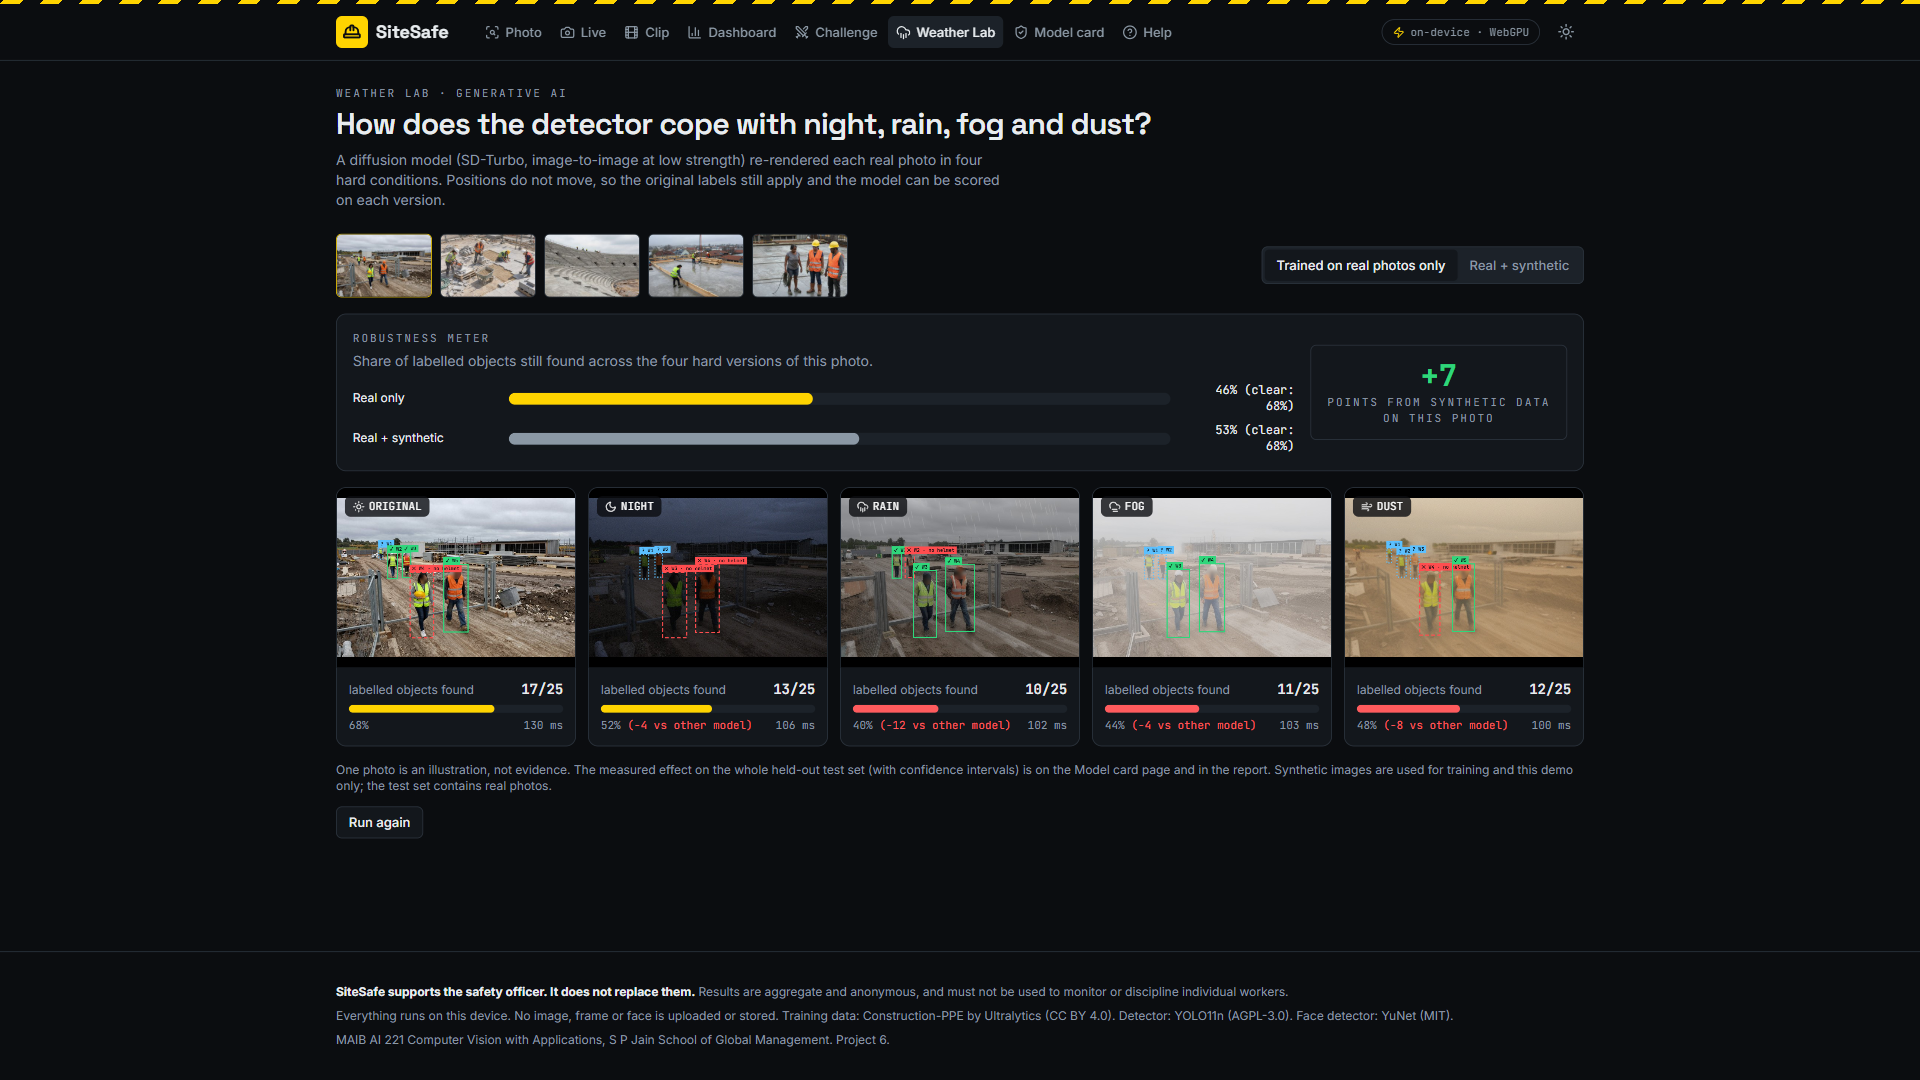 SiteSafe
Photo
Live
Clip
Dashboard
Challenge
Weather Lab
Model card
Help
on-device · WebGPU
WEATHER LAB · GENERATIVE AI
How does the detector cope with night, rain, fog and dust?
A diffusion model (SD-Turbo, image-to-image at low strength) re-rendered each real photo in four
hard conditions. Positions do not move, so the original labels still apply and the model can be scored
on each version.
Trained on real photos only
Real + synthetic
ROBUSTNESS METER
Share of labelled objects still found across the four hard versions of this photo.
Real only
46% (clear:
68%)
Real + synthetic
53% (clear:
68%)
+7
POINTS FROM SYNTHETIC DATA
ON THIS PHOTO
ORIGINAL
labelled objects found 17/25
68% 130 ms
NIGHT
labelled objects found 13/25
52% (-4 vs other model) 106 ms
RAIN
labelled objects found 10/25
40% (-12 vs other model) 102 ms
FOG
labelled objects found 11/25
44% (-4 vs other model) 103 ms
DUST
labelled objects found 12/25
48% (-8 vs other model) 100 ms
One photo is an illustration, not evidence. The measured effect on the whole held-out test set (with confidence intervals) is on the Model card page and in the report. Synthetic images are used for training and this demo
only; the test set contains real photos.
Run again
SiteSafe supports the safety officer. It does not replace them. Results are aggregate and anonymous, and must not be used to monitor or discipline individual workers.
Everything runs on this device. No image, frame or face is uploaded or stored. Training data: Construction-PPE by Ultralytics (CC BY 4.0). Detector: YOLO11n (AGPL-3.0). Face detector: YuNet (MIT).
MAIB AI 221 Computer Vision with Applications, S P Jain School of Global Management. Project 6.